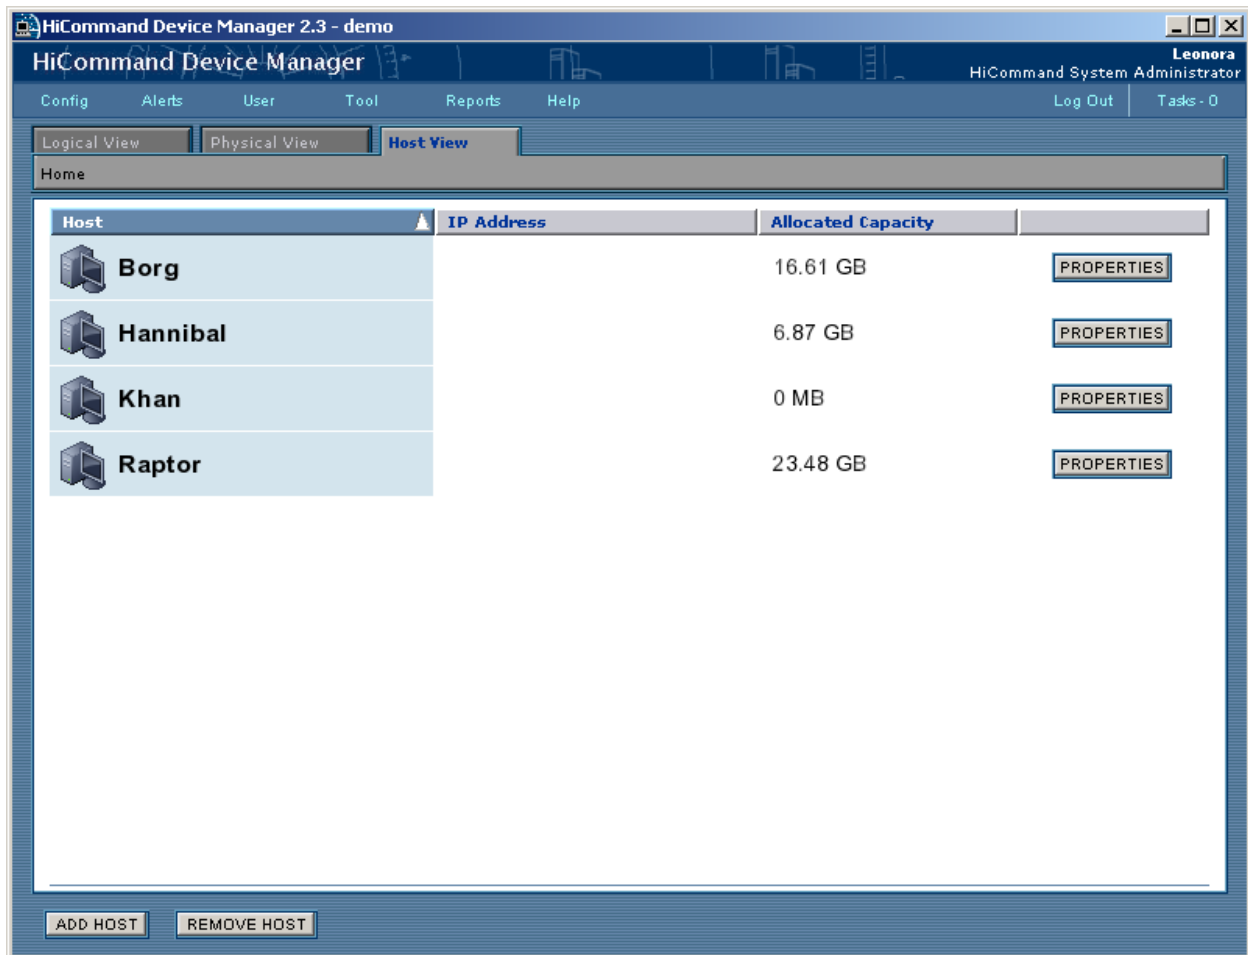 HiCommand Device Manager 2.3 - demo
HiCommand Device Manager
Leonora
HiCommand System Administrator
Config Alerts User Tool Reports Help Log Out Tasks - 0
Logical View Physical View Host View
Home
Host IP Address Allocated Capacity
Borg 16.61 GB PROPERTIES
Hannibal 6.87 GB PROPERTIES
Khan 0 MB PROPERTIES
Raptor 23.48 GB PROPERTIES
ADD HOST REMOVE HOST